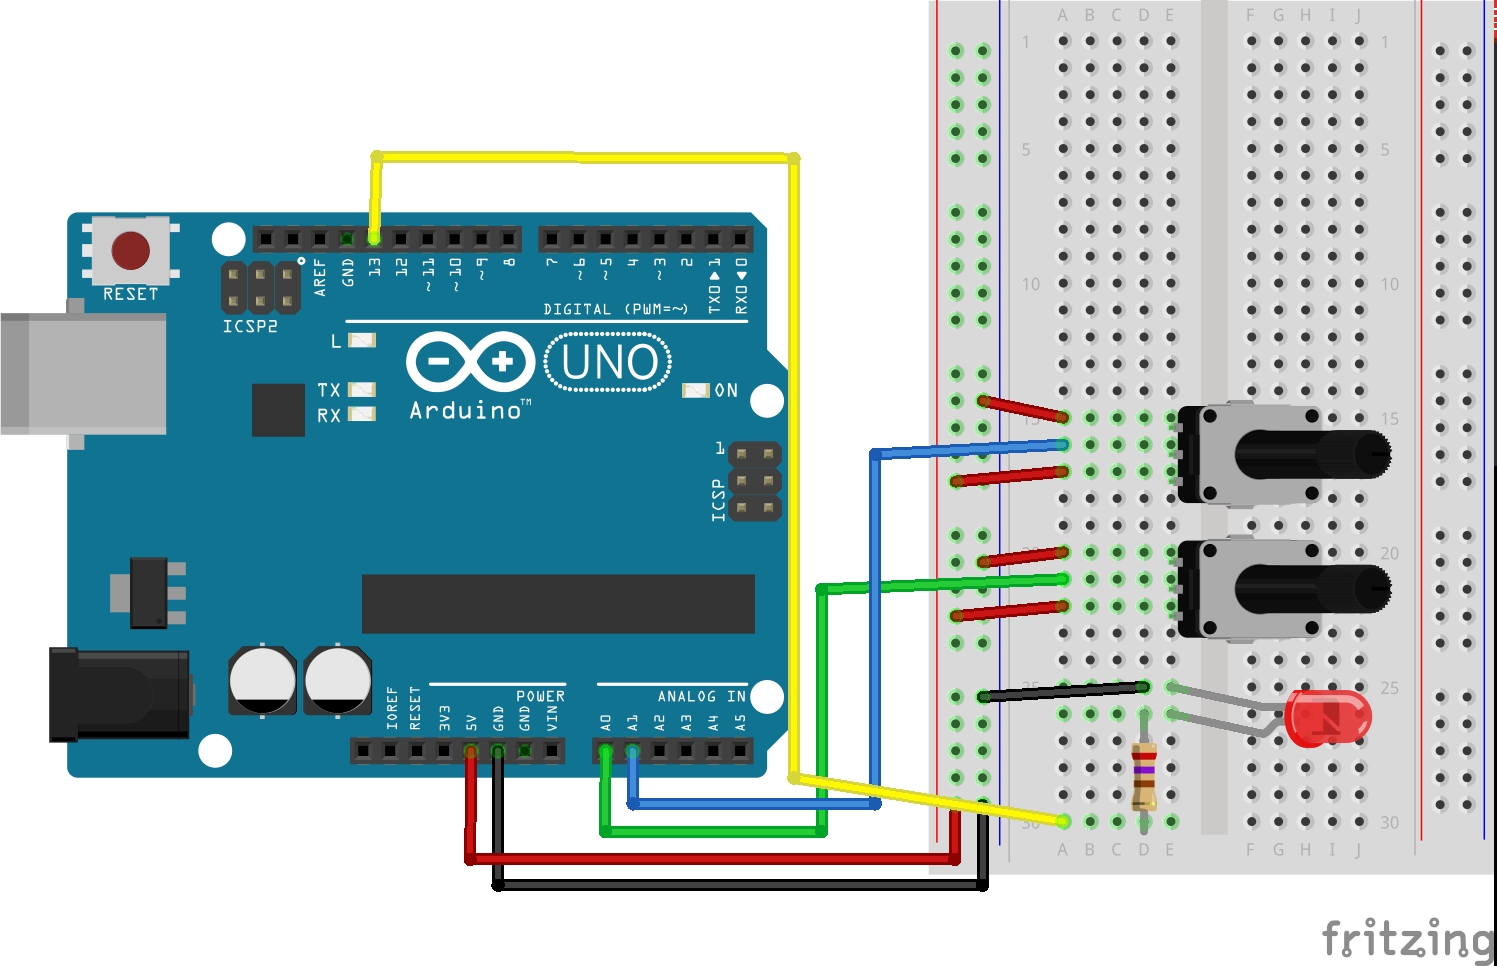 A B C D E F G H I J
1 1
5 5
RESET
ICSP2
AREF
GND
13
12
~11
~10
~9
8
7
~6
~5
4
~3
2
TX0▶1
RX0◀0
DIGITAL (PWM=~)
10 10
L
TX
RX
UNO
ON
Arduino™
15 15
1
ICSP
20 20
25 25
POWER
ANALOG IN
IOREF
RESET
3V3
5V
GND
GND
VIN
A0
A1
A2
A3
A4
A5
30 30
A B C D E F G H I J
fritzing